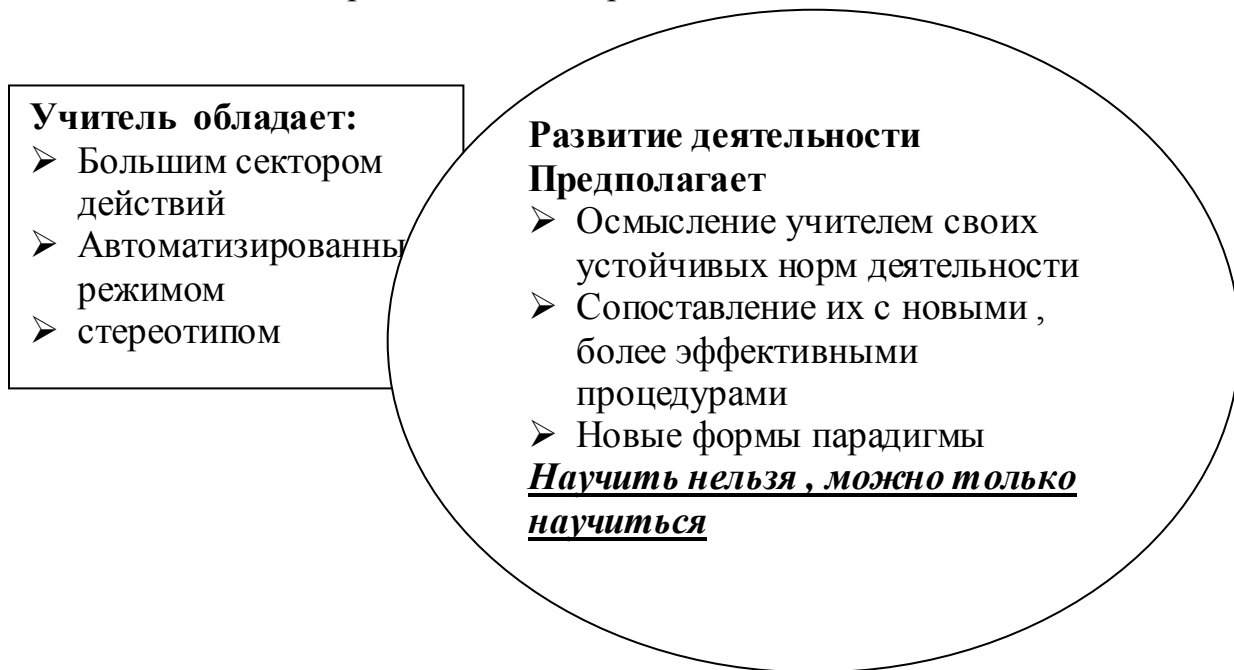 Учитель обладает:
➢ Большим сектором
действий
➢ Автоматизированны
режимом
➢ стереотипом
Развитие деятельности
Предполагает
➢ Осмысление учителем своих
устойчивых норм деятельности
➢ Сопоставление их с новыми ,
более эффективными
процедурами
➢ Новые формы парадигмы
Научить нельзя , можно только
научиться